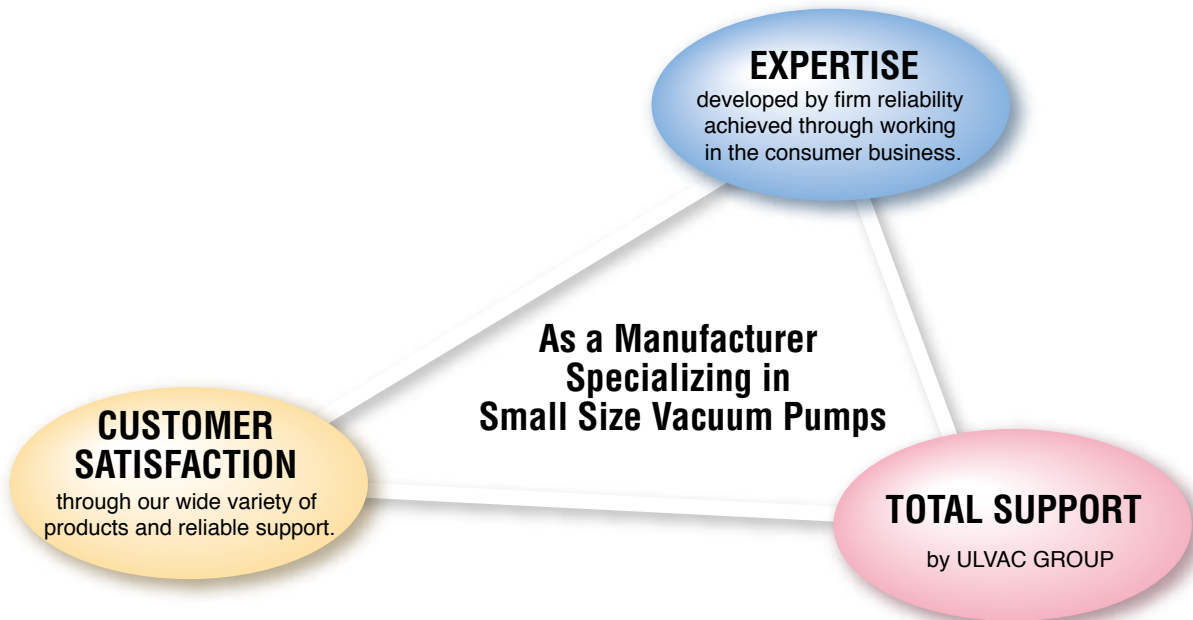 EXPERTISE
developed by firm reliability
achieved through working
in the consumer business.
As a Manufacturer
Specializing in
Small Size Vacuum Pumps
CUSTOMER
SATISFACTION
through our wide variety of
products and reliable support.
TOTAL SUPPORT
by ULVAC GROUP